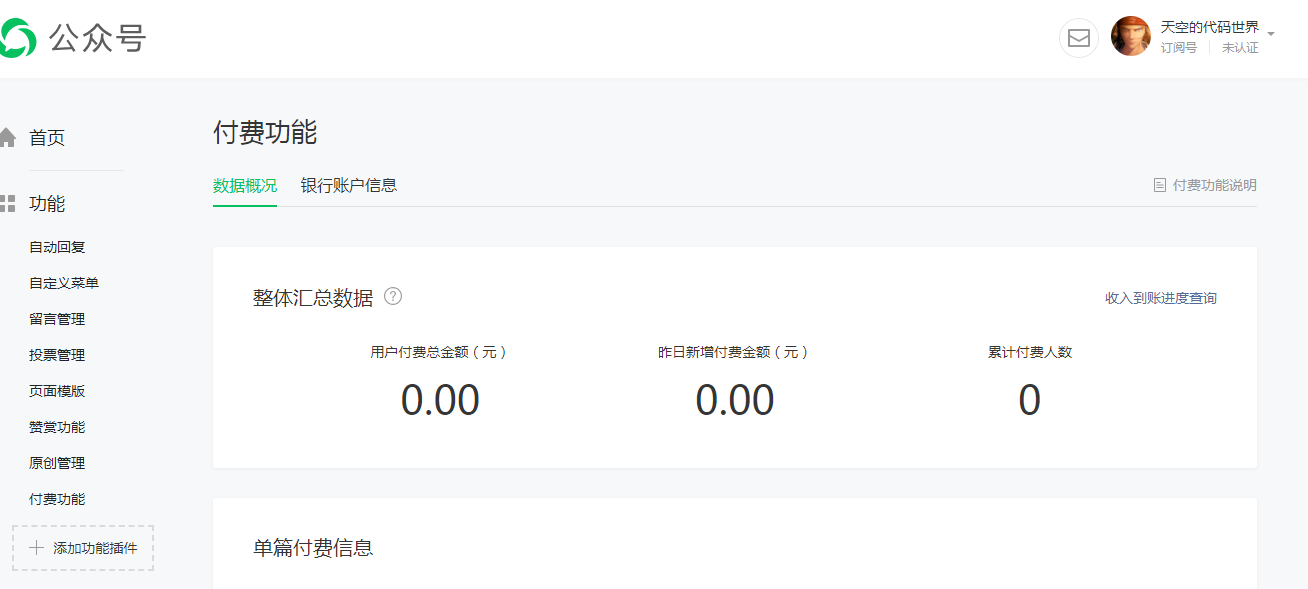 公众号
天空的代码世界
订阅号 未认证
首页
付费功能
数据概况 银行账户信息 付费功能说明
功能
自动回复
自定义菜单
留言管理
投票管理
页面模版
赞赏功能
原创管理
付费功能
添加功能插件
整体汇总数据 ? 收入到账进度查询
用户付费总金额（元） 昨日新增付费金额（元） 累计付费人数
0.00 0.00 0
单篇付费信息